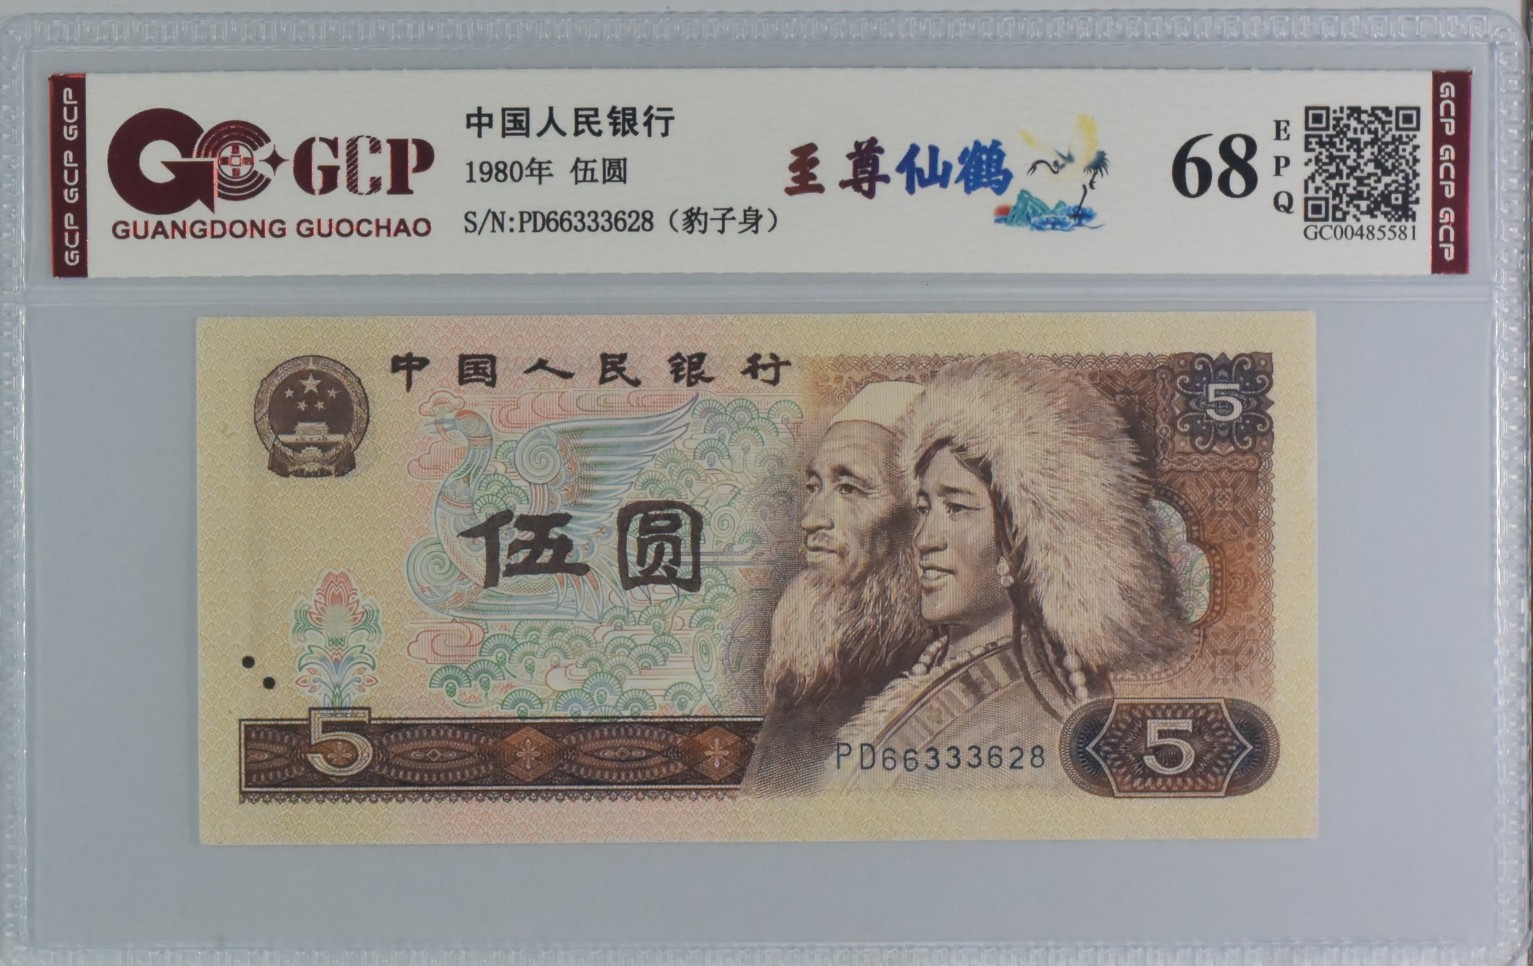 GCP GCP GCP
GCP
GUANGDONG GUOCHAO
中国人民银行
1980年 伍圆
S/N:PD66333628（豹子身）
至尊仙鹤
68
EPQ
GC00485581
GCP GCP GCP
中国人民银行
5
伍圆
5
PD66333628
5